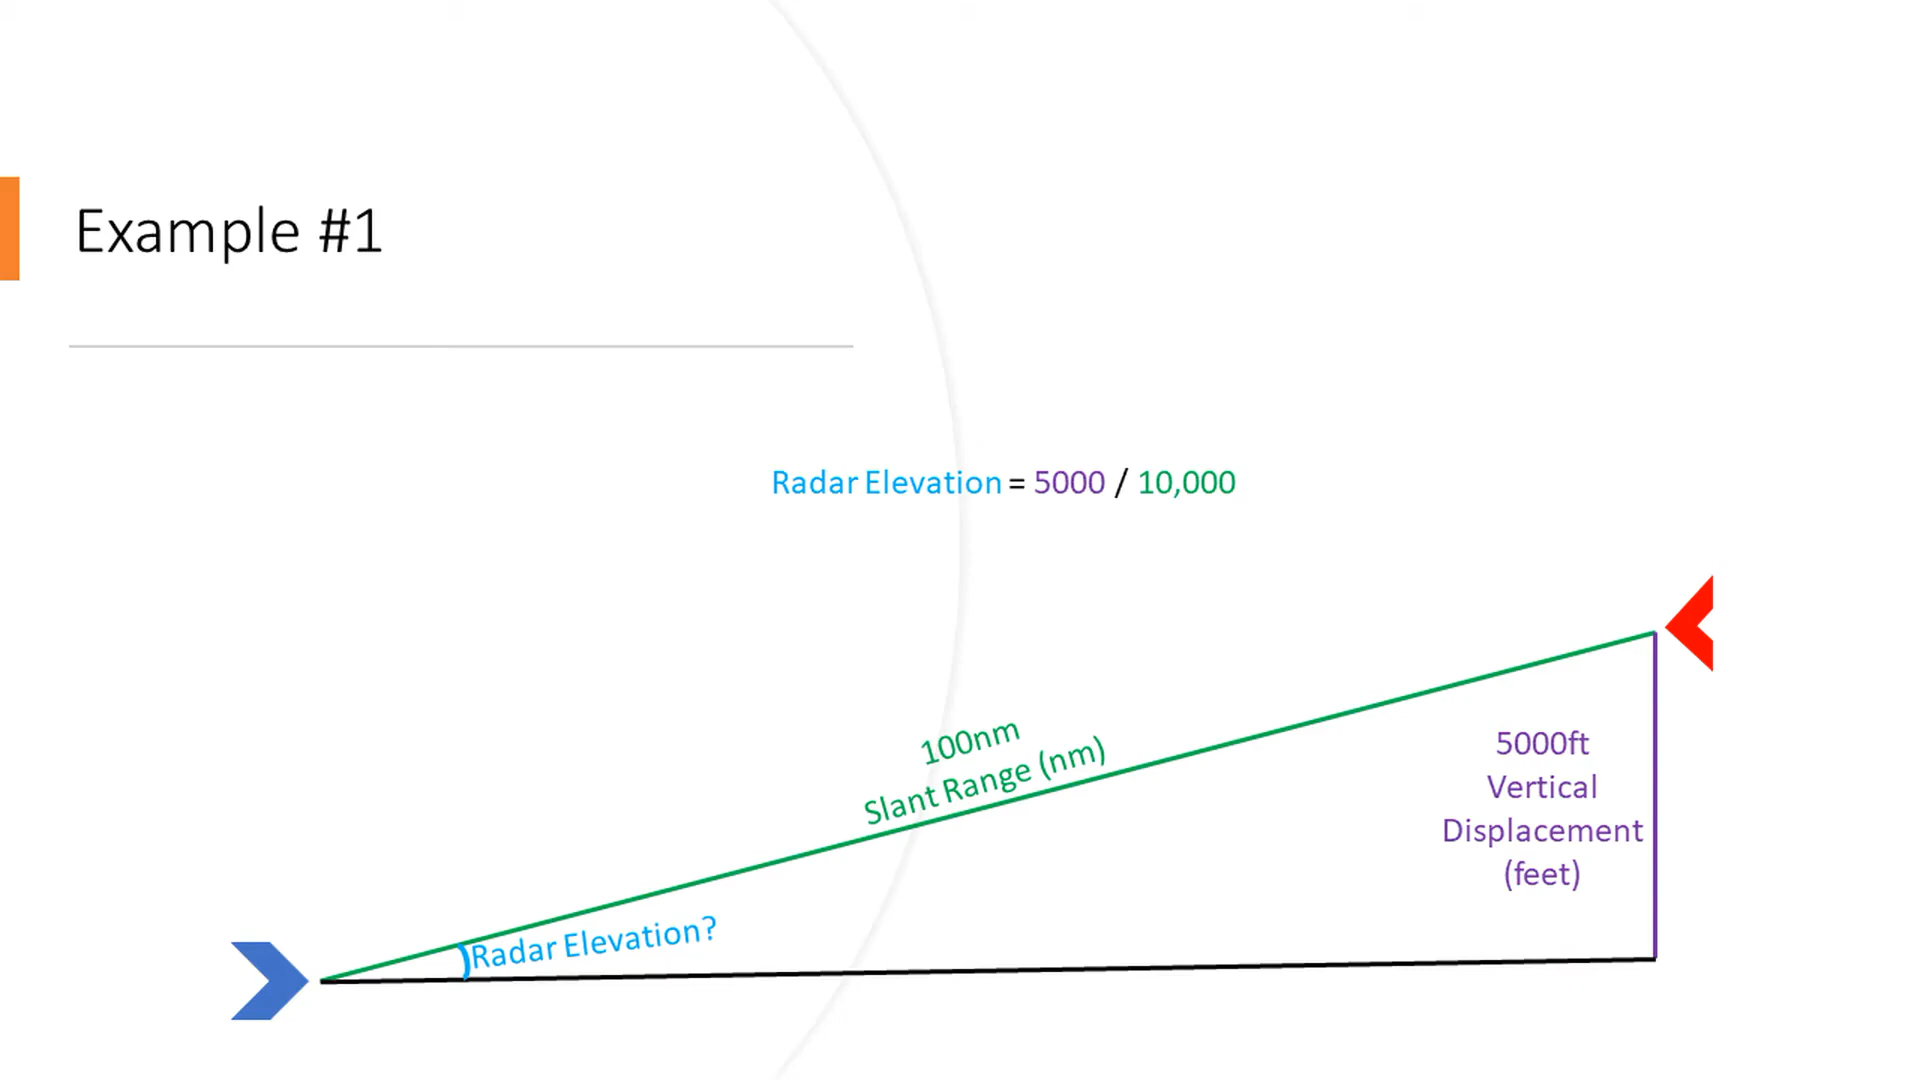 Example #1
Radar Elevation = 5000 / 10,000
100nm
Slant Range (nm)
5000ft
Vertical
Displacement
(feet)
Radar Elevation?